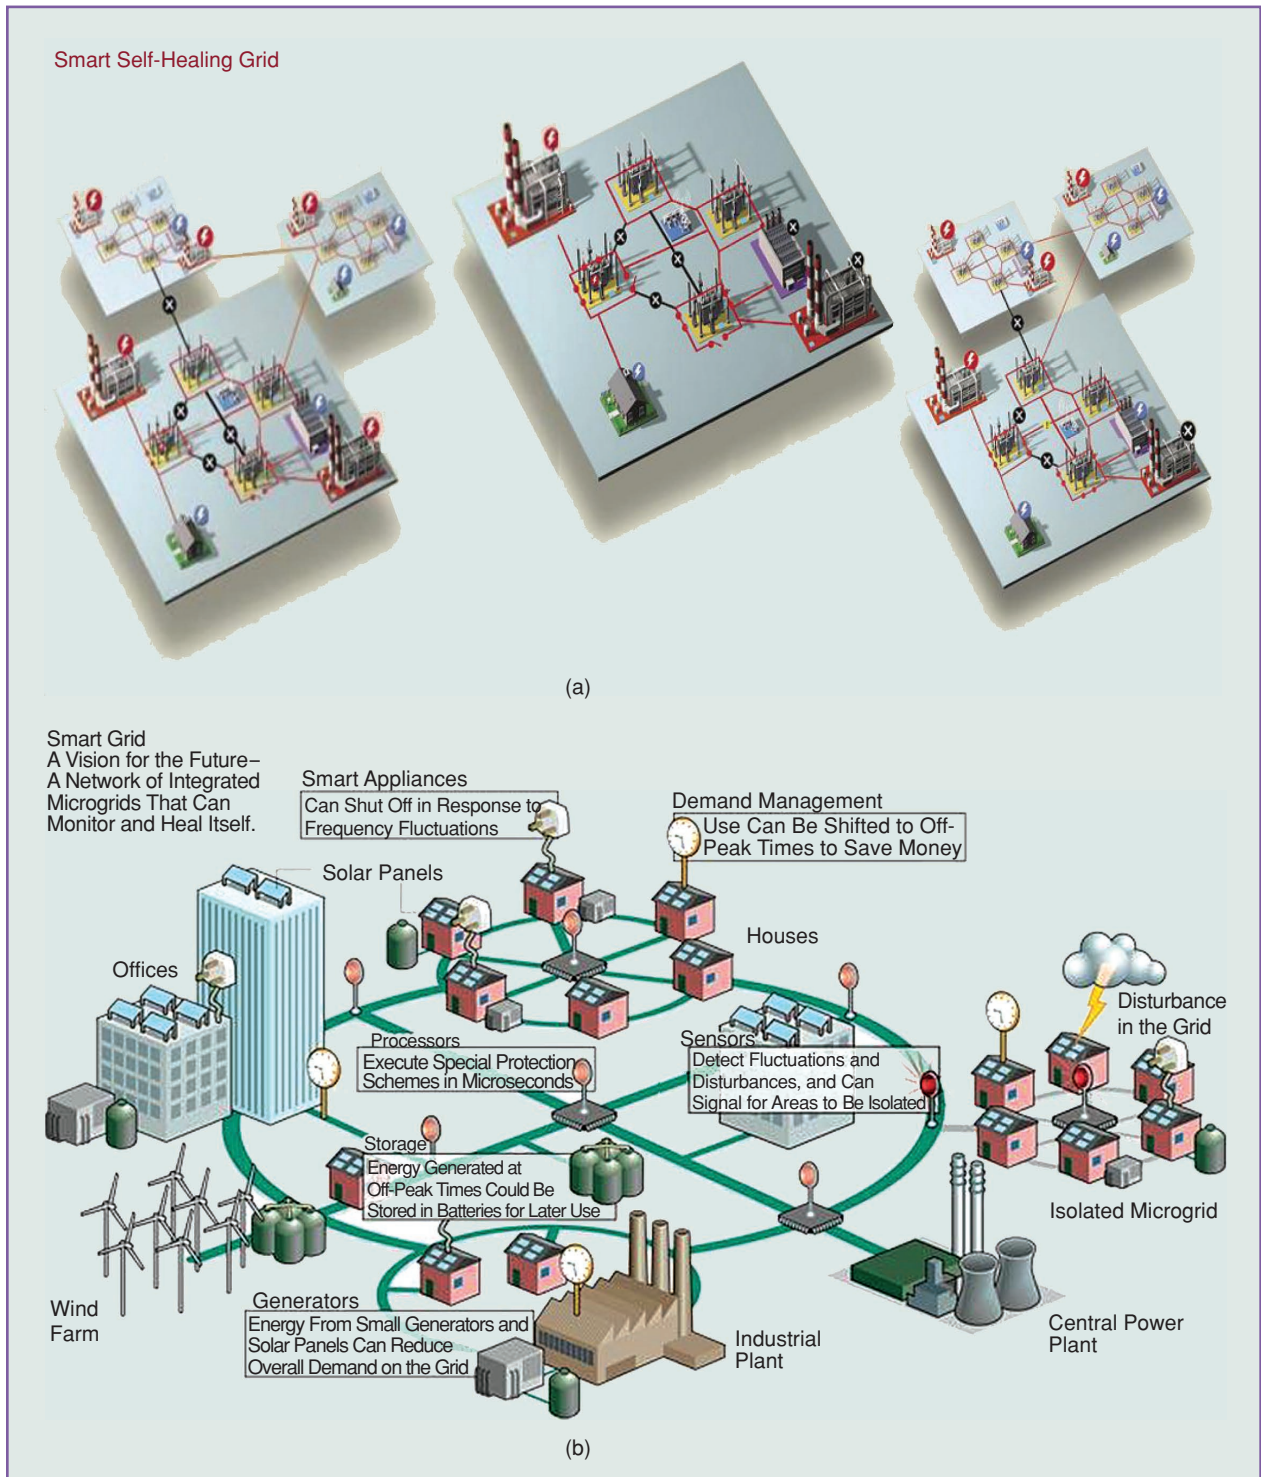 Smart Self-Healing Grid
(a)
Smart Grid
A Vision for the Future–
A Network of Integrated
Microgrids That Can
Monitor and Heal Itself.
Smart Appliances
Can Shut Off in Response to
Frequency Fluctuations
Demand Management
Use Can Be Shifted to Off-
Peak Times to Save Money
Solar Panels
Houses
Offices
Disturbance
in the Grid
Processors
Execute Special Protection
Schemes in Microseconds
Sensors
Detect Fluctuations and
Disturbances, and Can
Signal for Areas to Be Isolated
Storage
Energy Generated at
Off-Peak Times Could Be
Stored in Batteries for Later Use
Isolated Microgrid
Wind
Farm
Generators
Energy From Small Generators and
Solar Panels Can Reduce
Overall Demand on the Grid
Industrial
Plant
Central Power
Plant
(b)